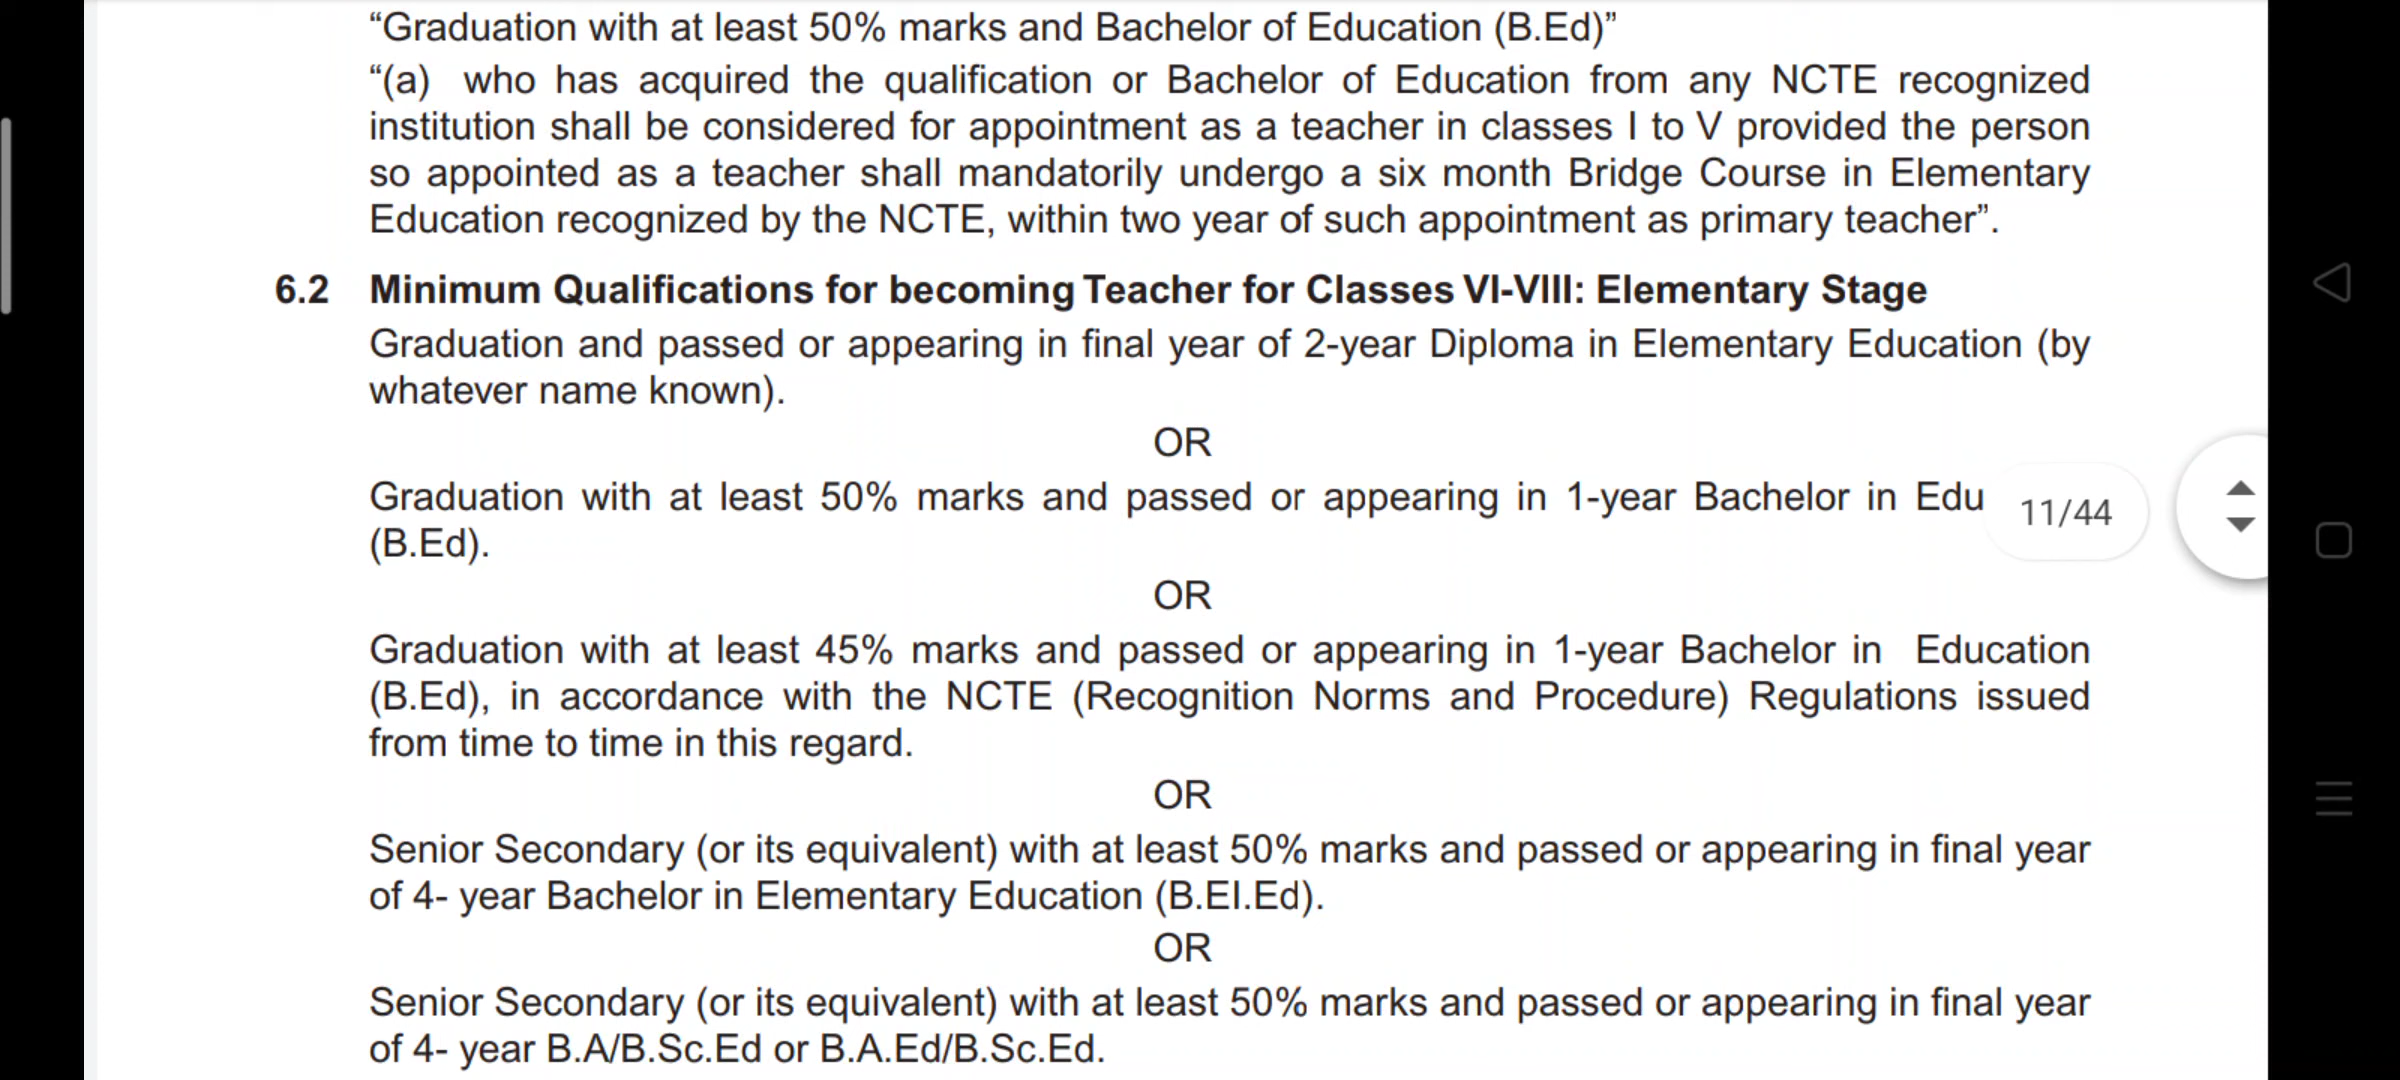 “Graduation with at least 50% marks and Bachelor of Education (B.Ed)”
“(a) who has acquired the qualification or Bachelor of Education from any NCTE recognized
institution shall be considered for appointment as a teacher in classes I to V provided the person
so appointed as a teacher shall mandatorily undergo a six month Bridge Course in Elementary
Education recognized by the NCTE, within two year of such appointment as primary teacher”.
6.2 Minimum Qualifications for becoming Teacher for Classes VI-VIII: Elementary Stage
Graduation and passed or appearing in final year of 2-year Diploma in Elementary Education (by
whatever name known).
OR
Graduation with at least 50% marks and passed or appearing in 1-year Bachelor in Edu
11/44
(B.Ed).
OR
Graduation with at least 45% marks and passed or appearing in 1-year Bachelor in Education
(B.Ed), in accordance with the NCTE (Recognition Norms and Procedure) Regulations issued
from time to time in this regard.
OR
Senior Secondary (or its equivalent) with at least 50% marks and passed or appearing in final year
of 4- year Bachelor in Elementary Education (B.EI.Ed).
OR
Senior Secondary (or its equivalent) with at least 50% marks and passed or appearing in final year
of 4- year B.A/B.Sc.Ed or B.A.Ed/B.Sc.Ed.